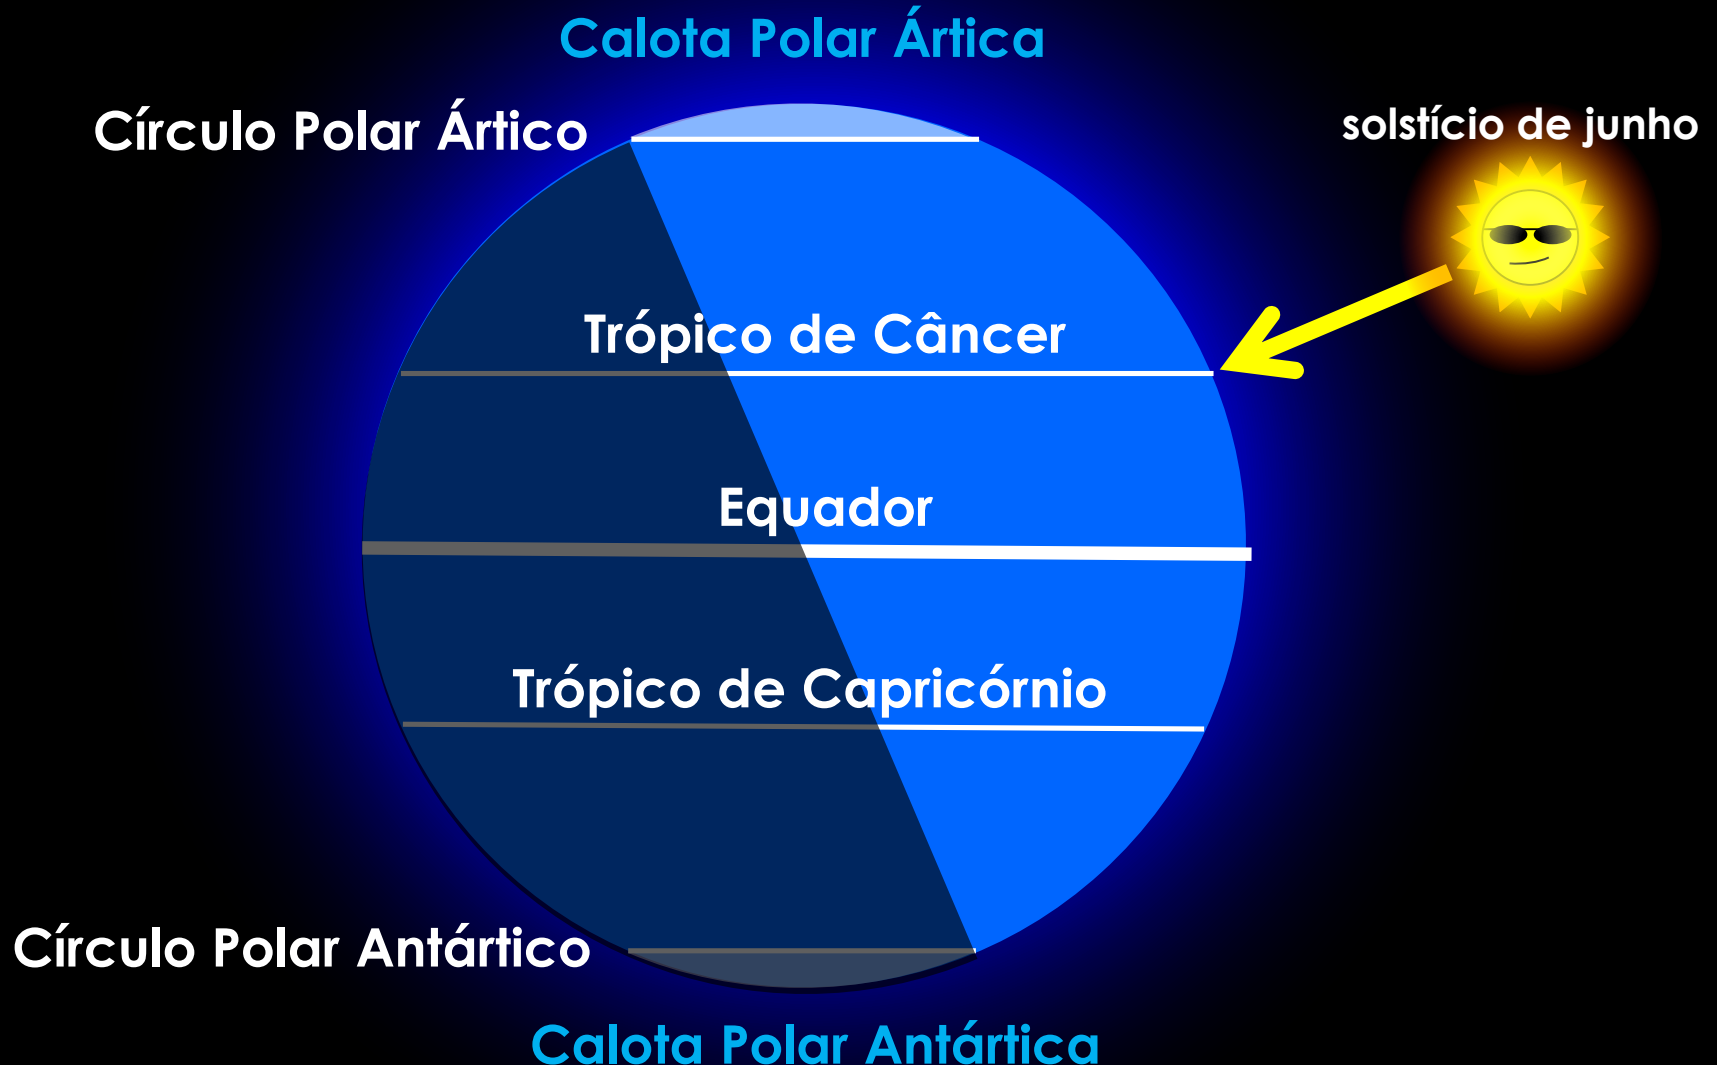 Calota Polar Ártica
Círculo Polar Ártico
solstício de junho
Trópico de Câncer
Equador
Trópico de Capricórnio
Círculo Polar Antártico
Calota Polar Antártica